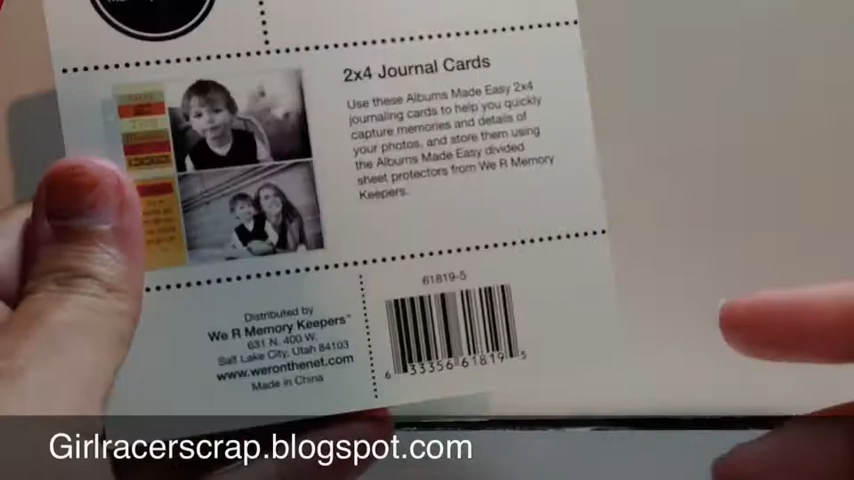 2x4 Journal Cards
Use these Albums Made Easy 2x4
journaling cards to help you quickly
capture memories and details of
your photos, and store them using
the Albums Made Easy divided
sheet protectors from We R Memory
Keepers.
61819-5
Distributed by
We R Memory Keepers™
631 N. 400 W.
Salt Lake City, Utah 84103
www.weronthenet.com
Made in China
6 33356 61819 5
Girlracerscrap.blogspot.com